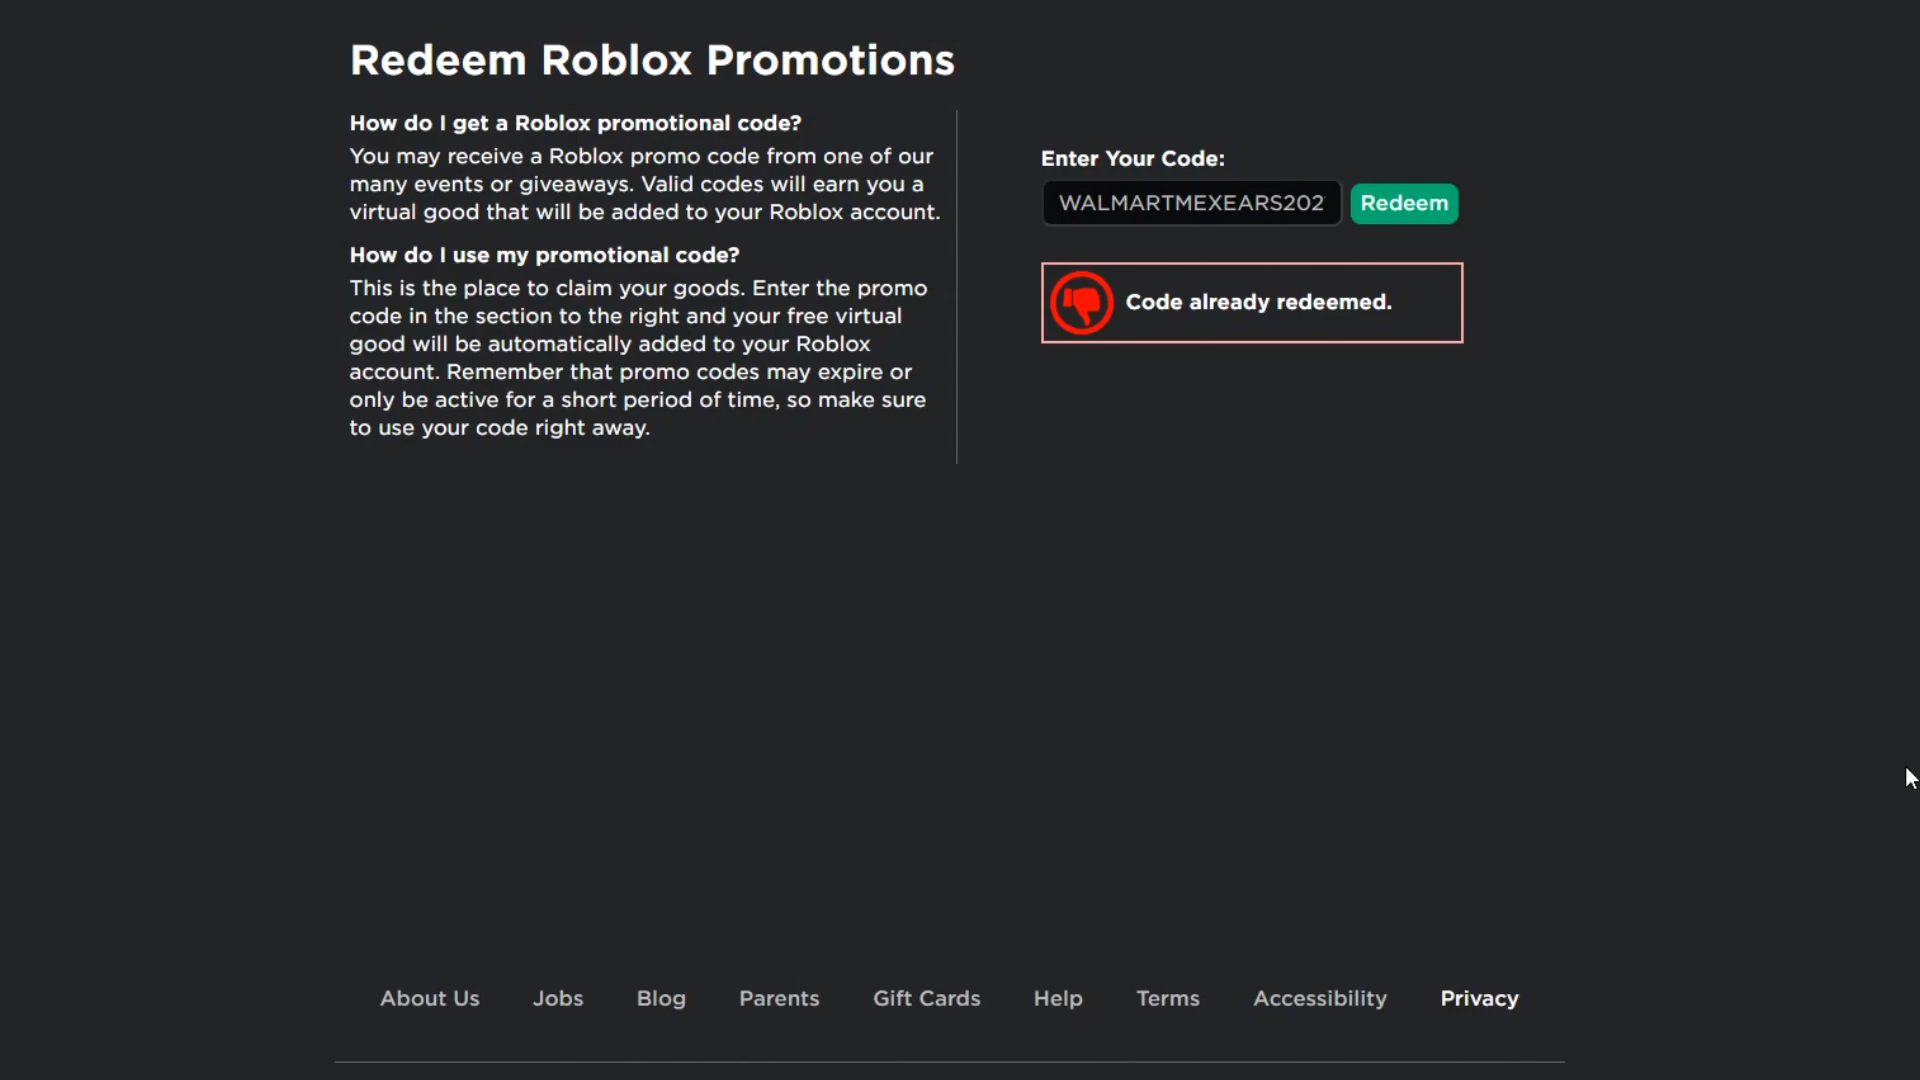 Redeem Roblox Promotions
How do I get a Roblox promotional code?
You may receive a Roblox promo code from one of our
many events or giveaways. Valid codes will earn you a
virtual good that will be added to your Roblox account.
How do I use my promotional code?
This is the place to claim your goods. Enter the promo
code in the section to the right and your free virtual
good will be automatically added to your Roblox
account. Remember that promo codes may expire or
only be active for a short period of time, so make sure
to use your code right away.
Enter Your Code:
WALMARTMEXEARS202
Redeem
Code already redeemed.
About Us Jobs Blog Parents Gift Cards Help Terms Accessibility Privacy